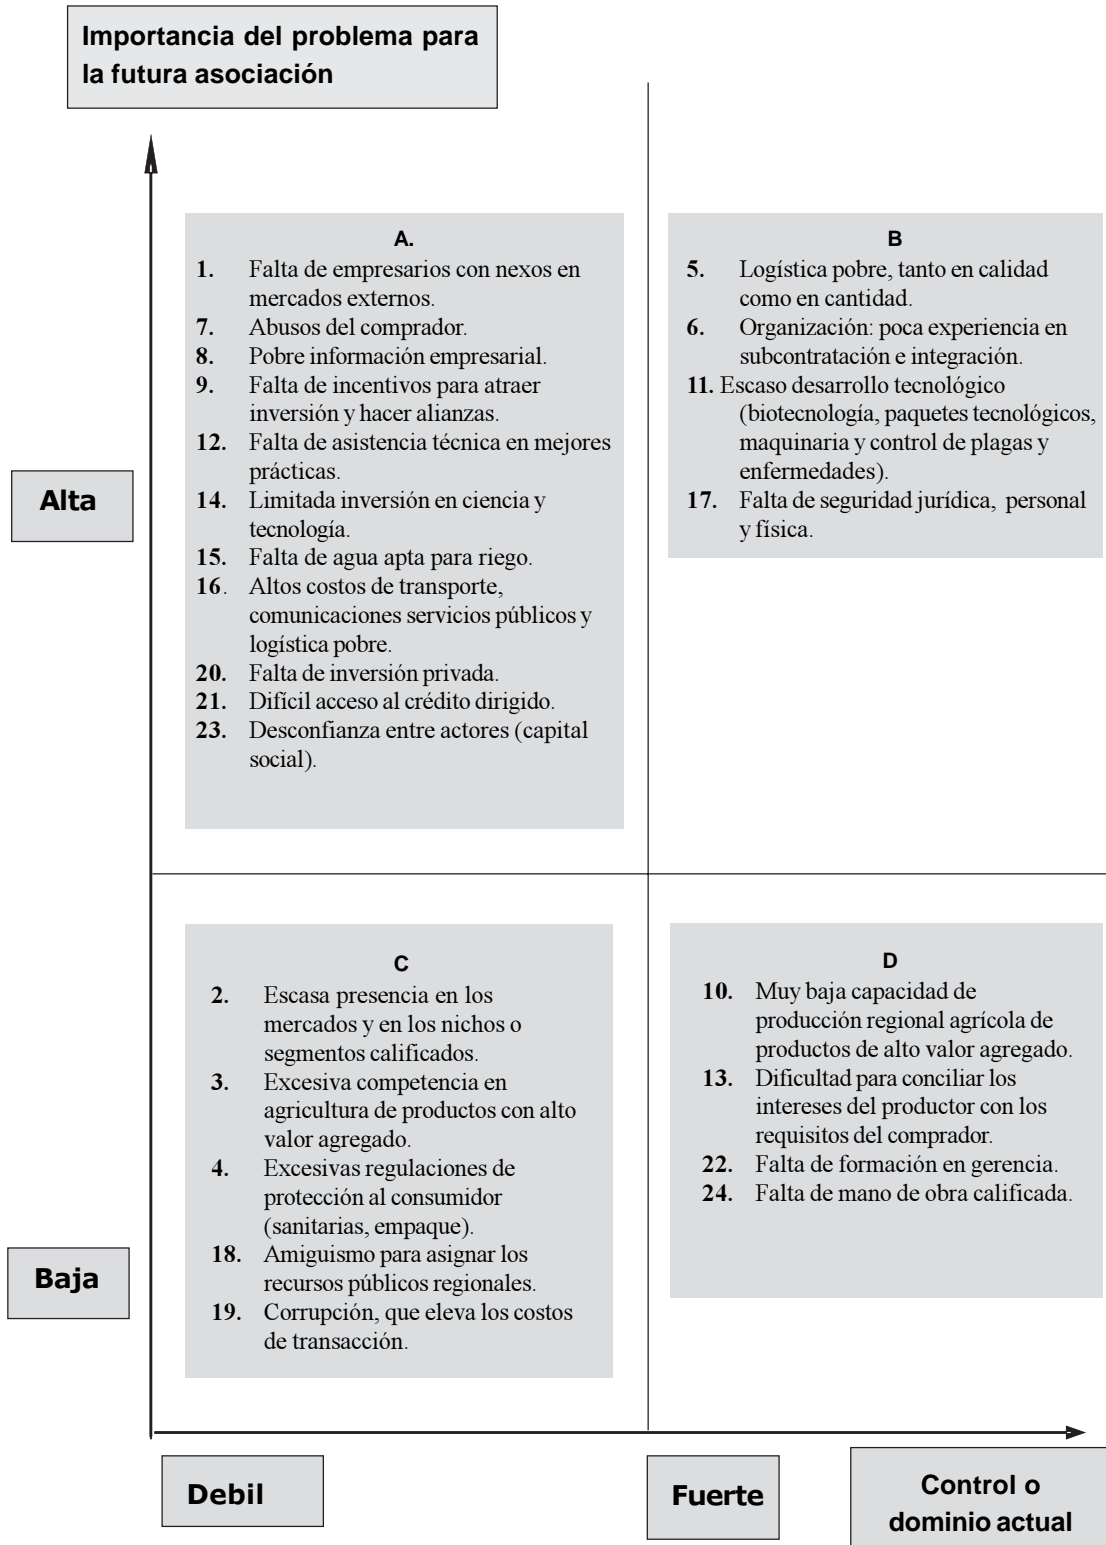 Importancia del problema para
la futura asociación
A.
1. Falta de empresarios con nexos en
mercados externos.
7. Abusos del comprador.
8. Pobre información empresarial.
9. Falta de incentivos para atraer
inversión y hacer alianzas.
12. Falta de asistencia técnica en mejores
prácticas.
14. Limitada inversión en ciencia y
tecnología.
15. Falta de agua apta para riego.
16. Altos costos de transporte,
comunicaciones servicios públicos y
logística pobre.
20. Falta de inversión privada.
21. Difícil acceso al crédito dirigido.
23. Desconfianza entre actores (capital
social).
B
5. Logística pobre, tanto en calidad
como en cantidad.
6. Organización: poca experiencia en
subcontratación e integración.
11. Escaso desarrollo tecnológico
(biotecnología, paquetes tecnológicos,
maquinaria y control de plagas y
enfermedades).
17. Falta de seguridad jurídica, personal
y física.
Alta
C
2. Escasa presencia en los
mercados y en los nichos o
segmentos calificados.
3. Excesiva competencia en
agricultura de productos con alto
valor agregado.
4. Excesivas regulaciones de
protección al consumidor
(sanitarias, empaque).
18. Amiguismo para asignar los
recursos públicos regionales.
19. Corrupción, que eleva los costos
de transacción.
D
10. Muy baja capacidad de
producción regional agrícola de
productos de alto valor agregado.
13. Dificultad para conciliar los
intereses del productor con los
requisitos del comprador.
22. Falta de formación en gerencia.
24. Falta de mano de obra calificada.
Baja
Debil
Fuerte
Control o
dominio actual